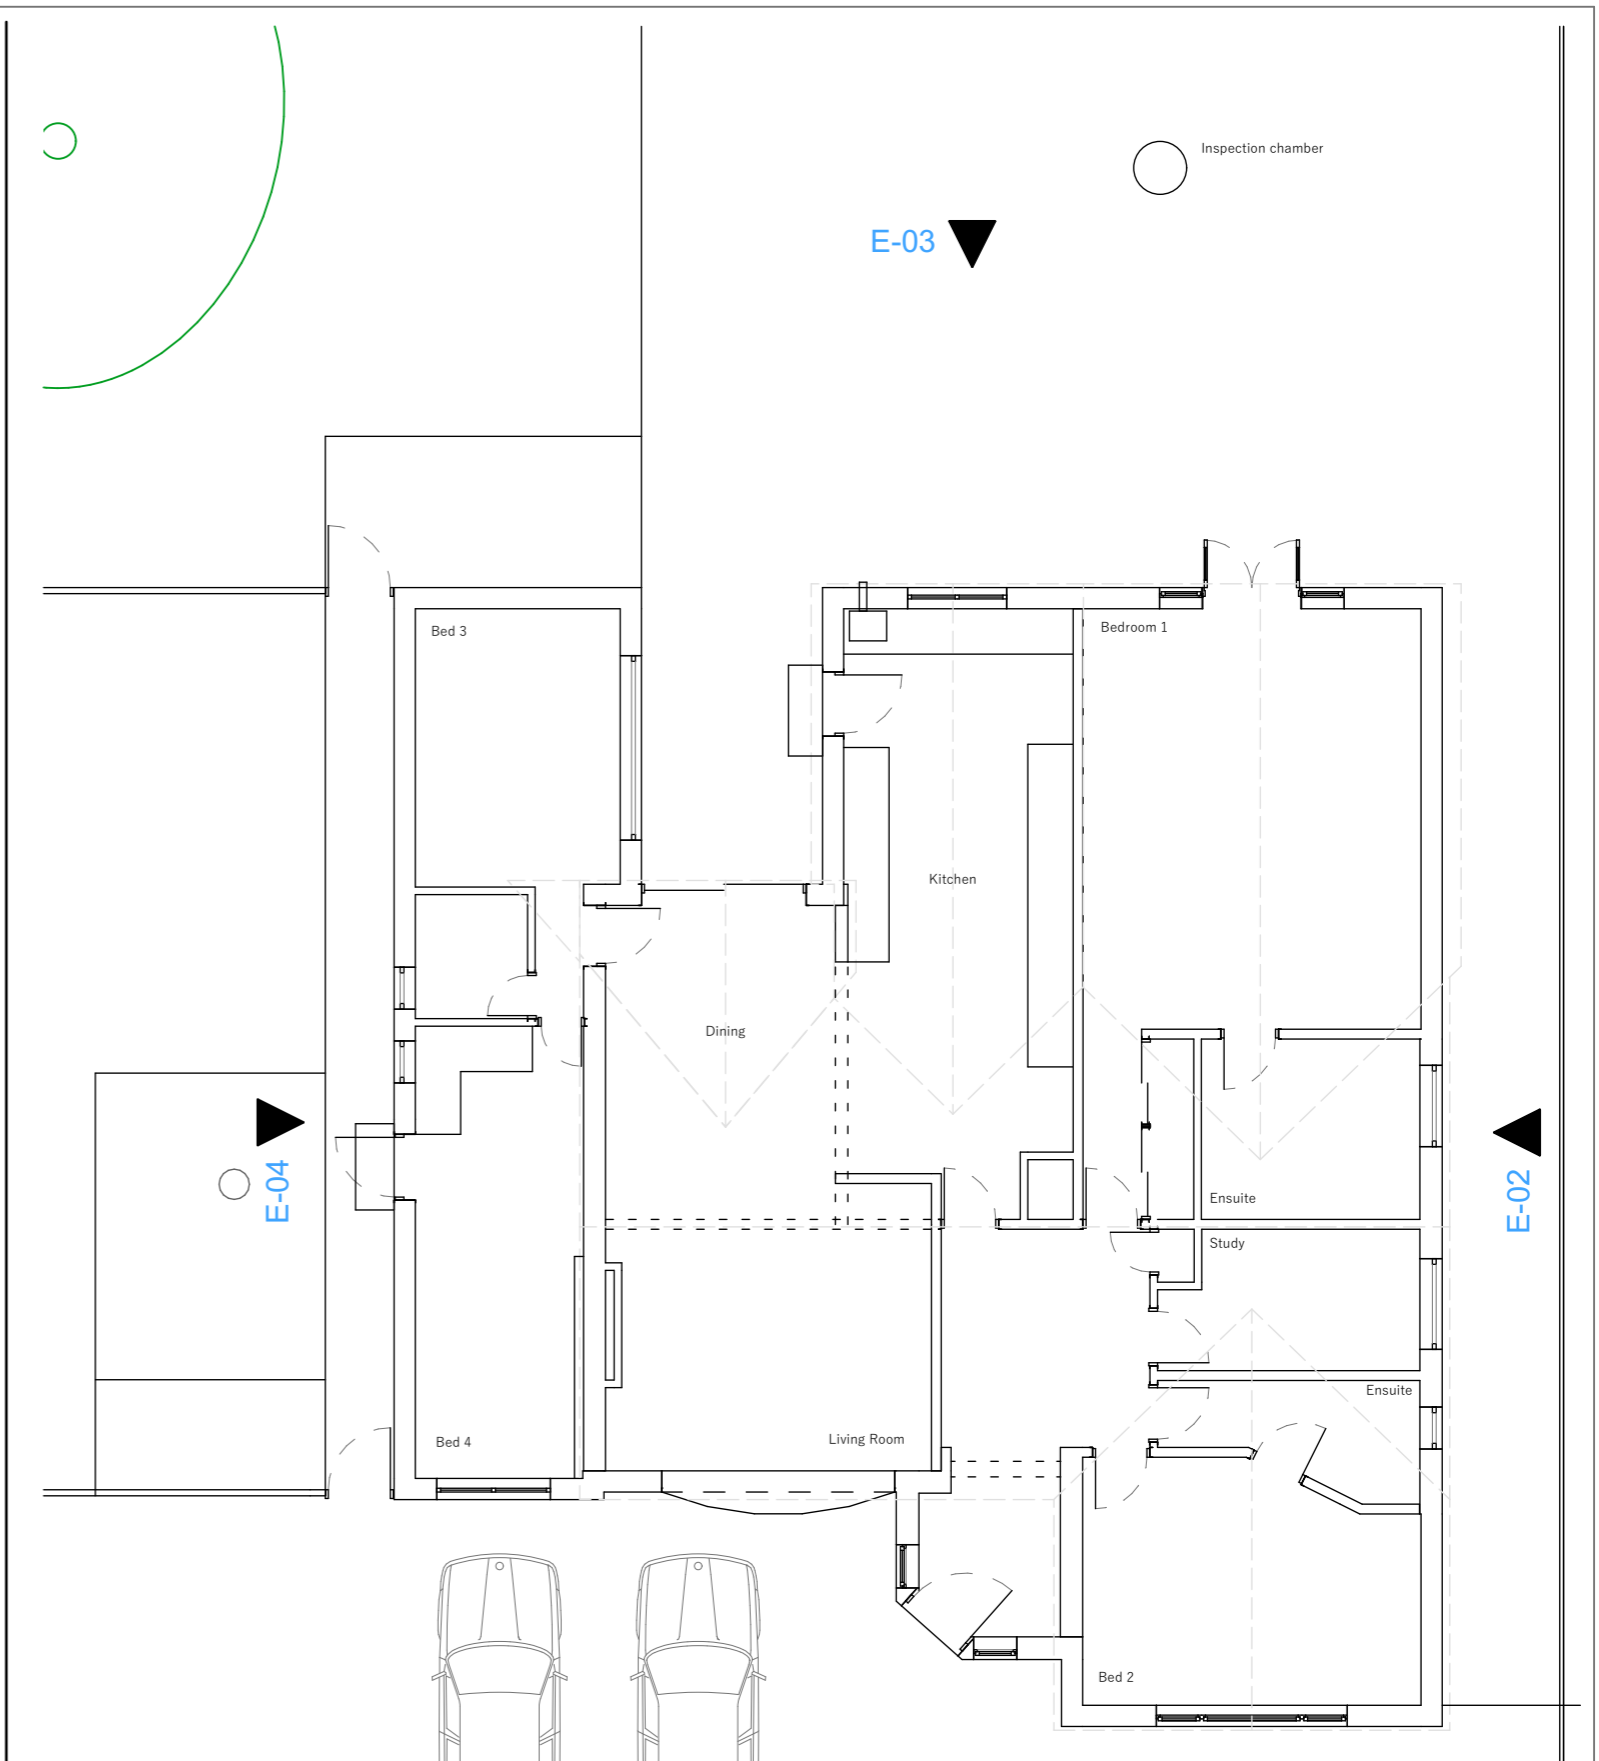 Inspection chamber
E-03
Bed 3
Bedroom 1
Kitchen
Dining
E-04
Ensuite
E-02
Study
Ensuite
Bed 4
Living Room
Bed 2